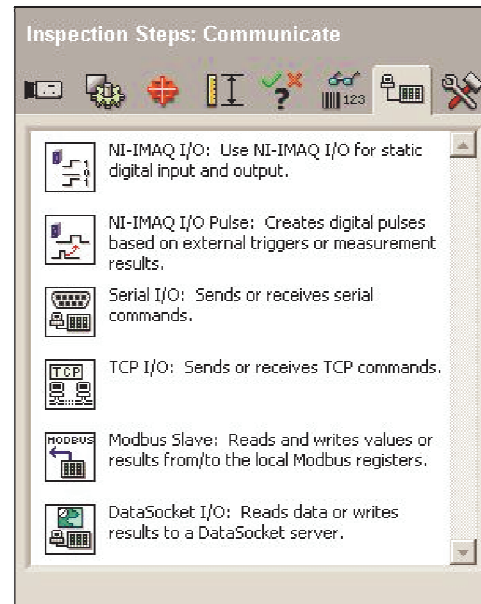 Inspection Steps: Communicate
123
NI-IMAQ I/O: Use NI-IMAQ I/O for static
digital input and output.
NI-IMAQ I/O Pulse: Creates digital pulses
based on external triggers or measurement
results.
Serial I/O: Sends or receives serial
commands.
TCP
TCP I/O: Sends or receives TCP commands.
MODBUS
Modbus Slave: Reads and writes values or
results from/to the local Modbus registers.
DataSocket I/O: Reads data or writes
results to a DataSocket server.